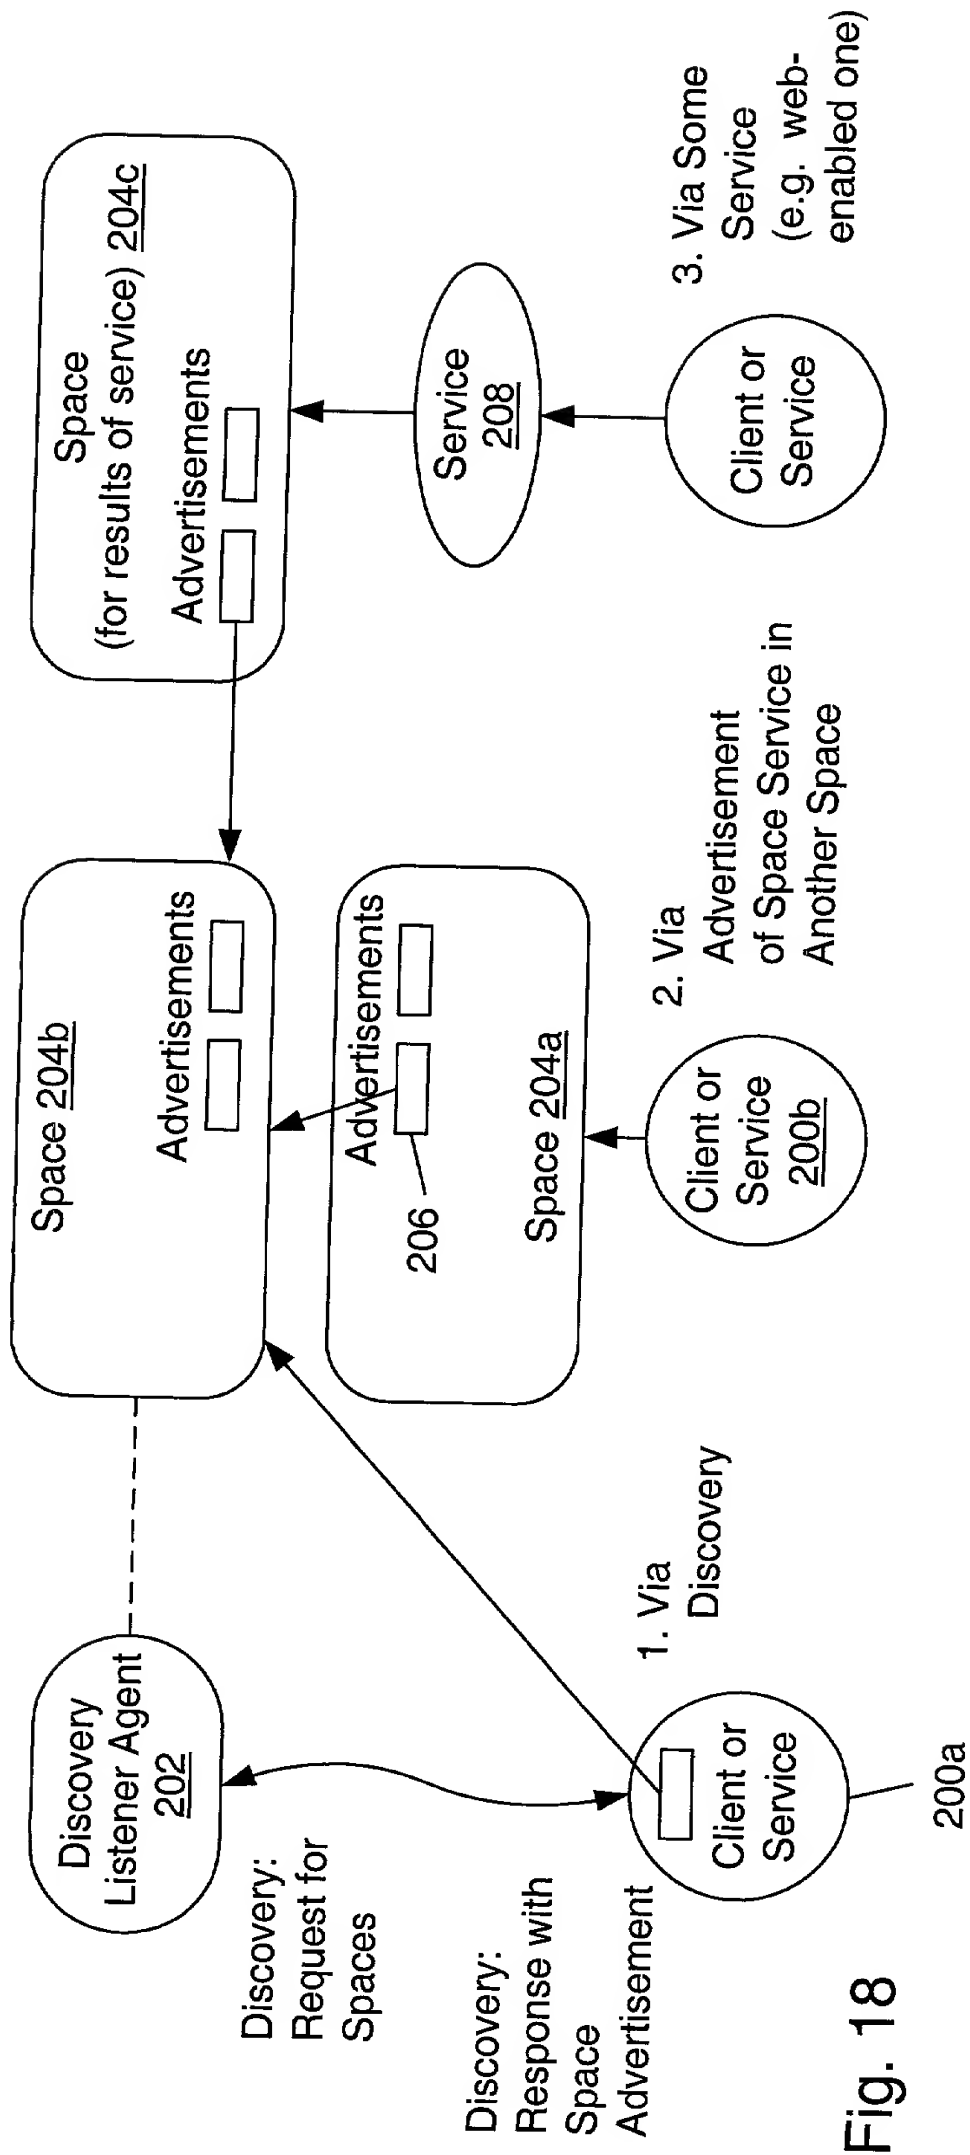 Discovery
Listener Agent
202
Discovery:
Request for
Spaces
Discovery:
Response with
Space
Advertisement
Client or
Service
200a
1. Via
Discovery
Space 204b
Advertisements
Advertisements
206
Space 204a
Client or
Service
200b
2. Via
Advertisement
of Space Service in
Another Space
Space
(for results of service) 204c
Advertisements
Service
208
Client or
Service
3. Via Some
Service
(e.g. web-
enabled one)
Fig. 18